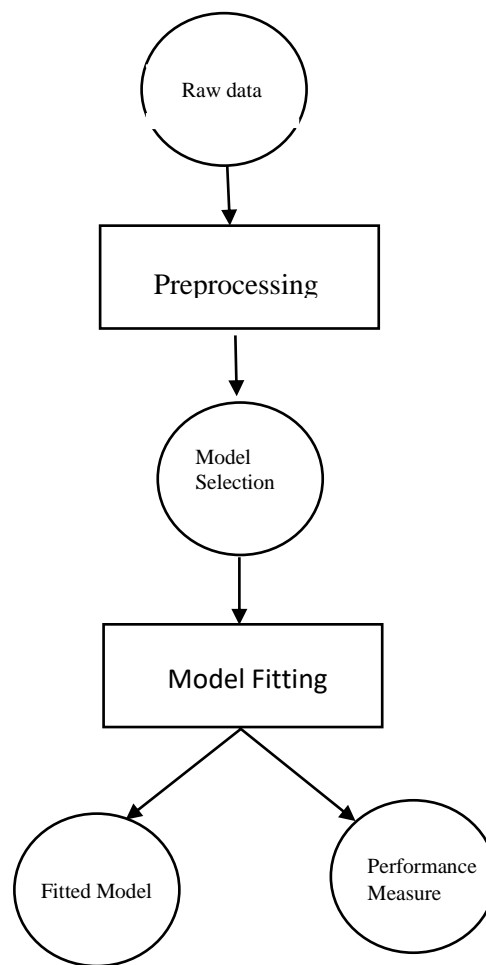 Raw data
Preprocessing
Model
Selection
Model Fitting
Fitted Model
Performance
Measure